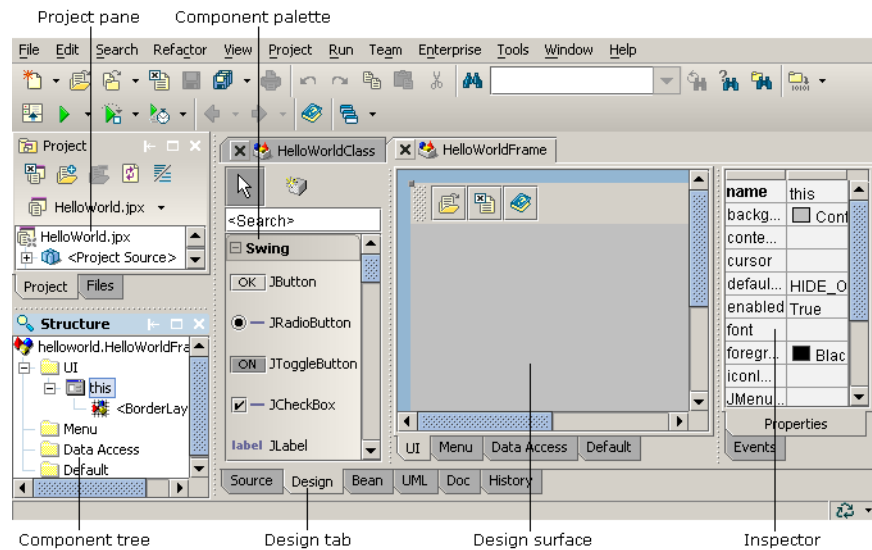 Project pane Component palette
File Edit Search Refactor View Project Run Team Enterprise Tools Window Help
Project
HelloWorld.jpx
HelloWorld.jpx
<Project Source>
Project Files
Structure
helloworld.HelloWorldFra
UI
this
<BorderLay
Menu
Data Access
Default
HelloWorldClass HelloWorldFrame
<Search>
Swing
OK JButton
JRadioButton
ON JToggleButton
JCheckBox
label JLabel
UI Menu Data Access Default
Source Design Bean UML Doc History
name this
backg... Cont
conte...
cursor
defaul... HIDE_O
enabled True
font
foregr... Blac
iconI...
JMenu...
Properties
Events
Component tree Design tab Design surface Inspector